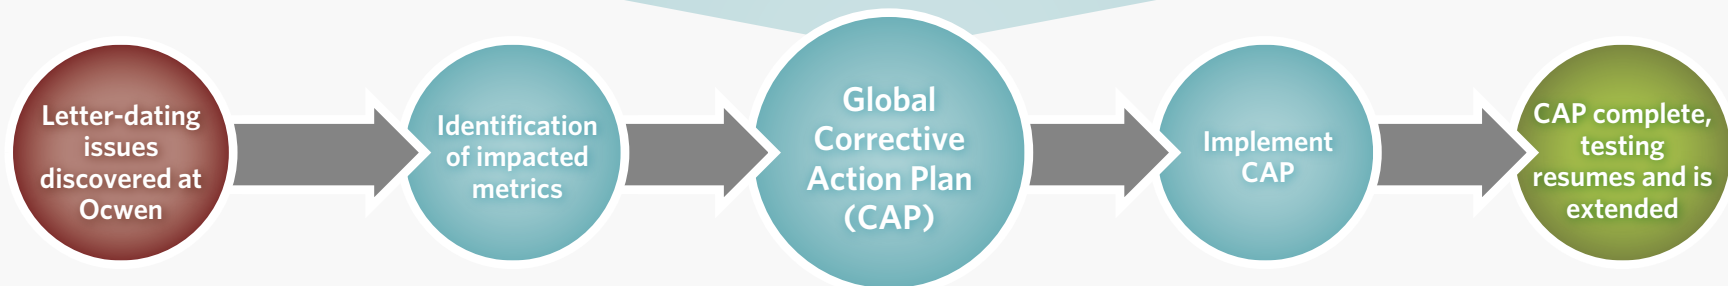 Letter-dating
issues
discovered at
Ocwen
Identification
of impacted
metrics
Global
Corrective
Action Plan
(CAP)
Implement
CAP
CAP complete,
testing
resumes and is
extended